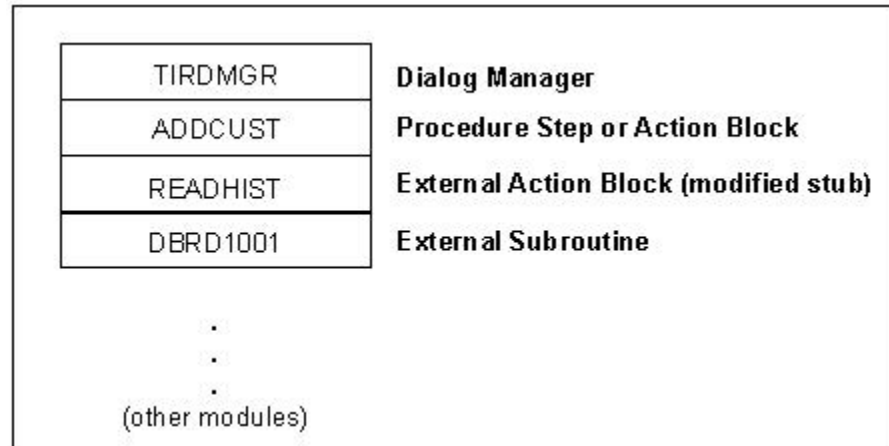 TIRDMGR Dialog Manager
ADDCUST Procedure Step or Action Block
READHIST External Action Block (modified stub)
DBRD1001 External Subroutine
.
.
.
(other modules)